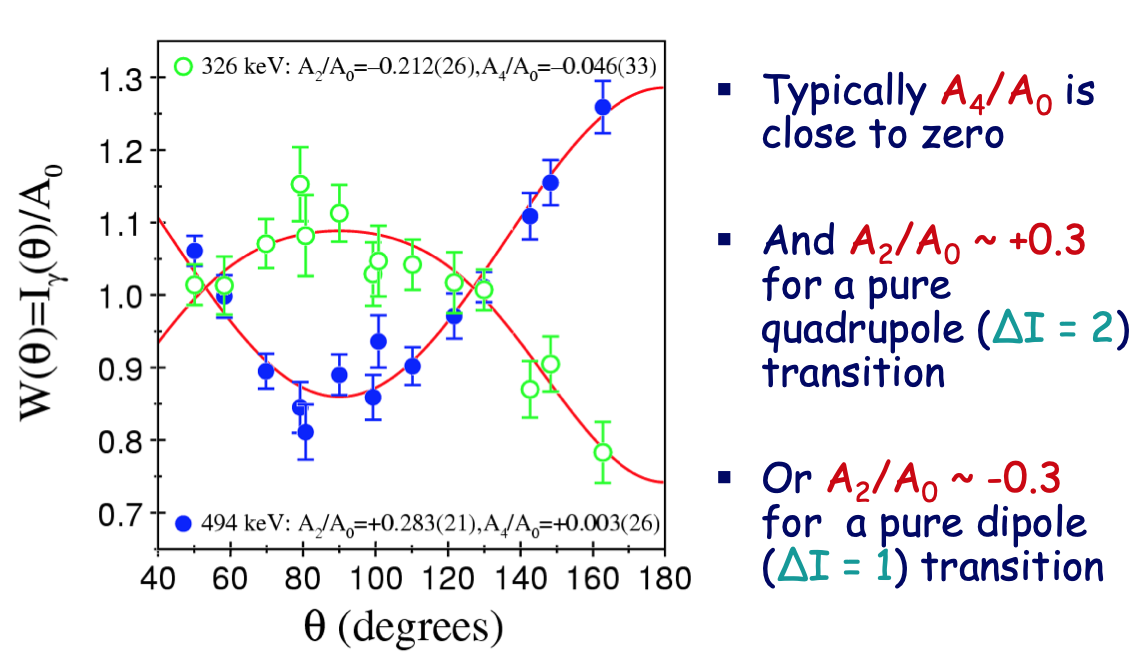 326 keV: A₂/A₀=–0.212(26),A₄/A₀=–0.046(33)
1.3
1.2
1.1
1.0
0.9
0.8
0.7
W(θ)=Iγ(θ)/A₀
494 keV: A₂/A₀=+0.283(21),A₄/A₀=+0.003(26)
40 60 80 100 120 140 160 180
θ (degrees)
▪ Typically A₄/A₀ is
close to zero
▪ And A₂/A₀ ~ +0.3
for a pure
quadrupole (ΔI = 2)
transition
▪ Or A₂/A₀ ~ -0.3
for a pure dipole
(ΔI = 1) transition